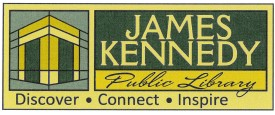 JAMES
KENNEDY
Public Library
Discover • Connect • Inspire